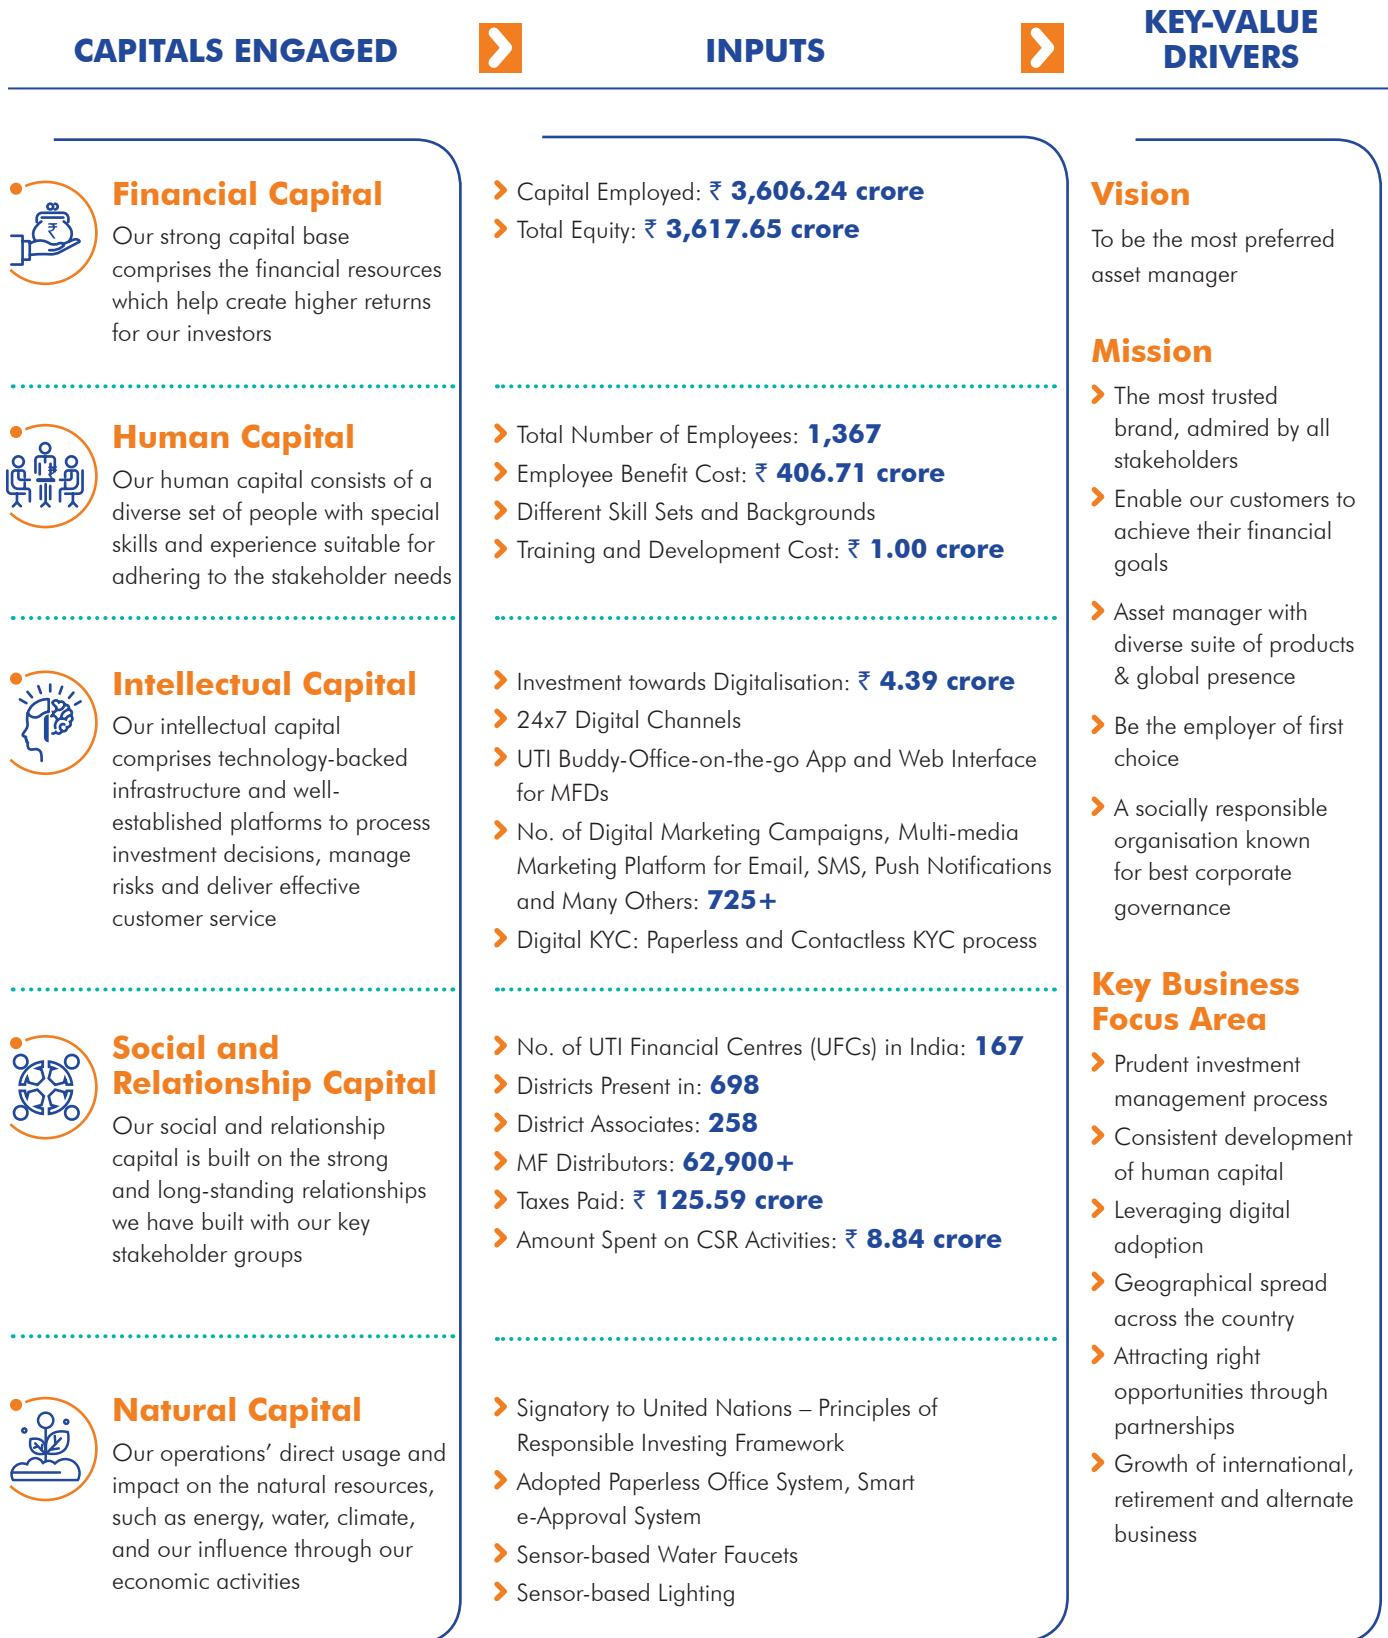 CAPITALS ENGAGED
INPUTS
KEY-VALUE
DRIVERS
Financial Capital
Our strong capital base
comprises the financial resources
which help create higher returns
for our investors
Capital Employed: ₹ 3,606.24 crore
Total Equity: ₹ 3,617.65 crore
Human Capital
Our human capital consists of a
diverse set of people with special
skills and experience suitable for
adhering to the stakeholder needs
Total Number of Employees: 1,367
Employee Benefit Cost: ₹ 406.71 crore
Different Skill Sets and Backgrounds
Training and Development Cost: ₹ 1.00 crore
Intellectual Capital
Our intellectual capital
comprises technology-backed
infrastructure and well-
established platforms to process
investment decisions, manage
risks and deliver effective
customer service
Investment towards Digitalisation: ₹ 4.39 crore
24x7 Digital Channels
UTI Buddy-Office-on-the-go App and Web Interface
for MFDs
No. of Digital Marketing Campaigns, Multi-media
Marketing Platform for Email, SMS, Push Notifications
and Many Others: 725+
Digital KYC: Paperless and Contactless KYC process
Social and
Relationship Capital
Our social and relationship
capital is built on the strong
and long-standing relationships
we have built with our key
stakeholder groups
No. of UTI Financial Centres (UFCs) in India: 167
Districts Present in: 698
District Associates: 258
MF Distributors: 62,900+
Taxes Paid: ₹ 125.59 crore
Amount Spent on CSR Activities: ₹ 8.84 crore
Natural Capital
Our operations’ direct usage and
impact on the natural resources,
such as energy, water, climate,
and our influence through our
economic activities
Signatory to United Nations – Principles of
Responsible Investing Framework
Adopted Paperless Office System, Smart
e-Approval System
Sensor-based Water Faucets
Sensor-based Lighting
Vision
To be the most preferred
asset manager
Mission
The most trusted
brand, admired by all
stakeholders
Enable our customers to
achieve their financial
goals
Asset manager with
diverse suite of products
& global presence
Be the employer of first
choice
A socially responsible
organisation known
for best corporate
governance
Key Business
Focus Area
Prudent investment
management process
Consistent development
of human capital
Leveraging digital
adoption
Geographical spread
across the country
Attracting right
opportunities through
partnerships
Growth of international,
retirement and alternate
business